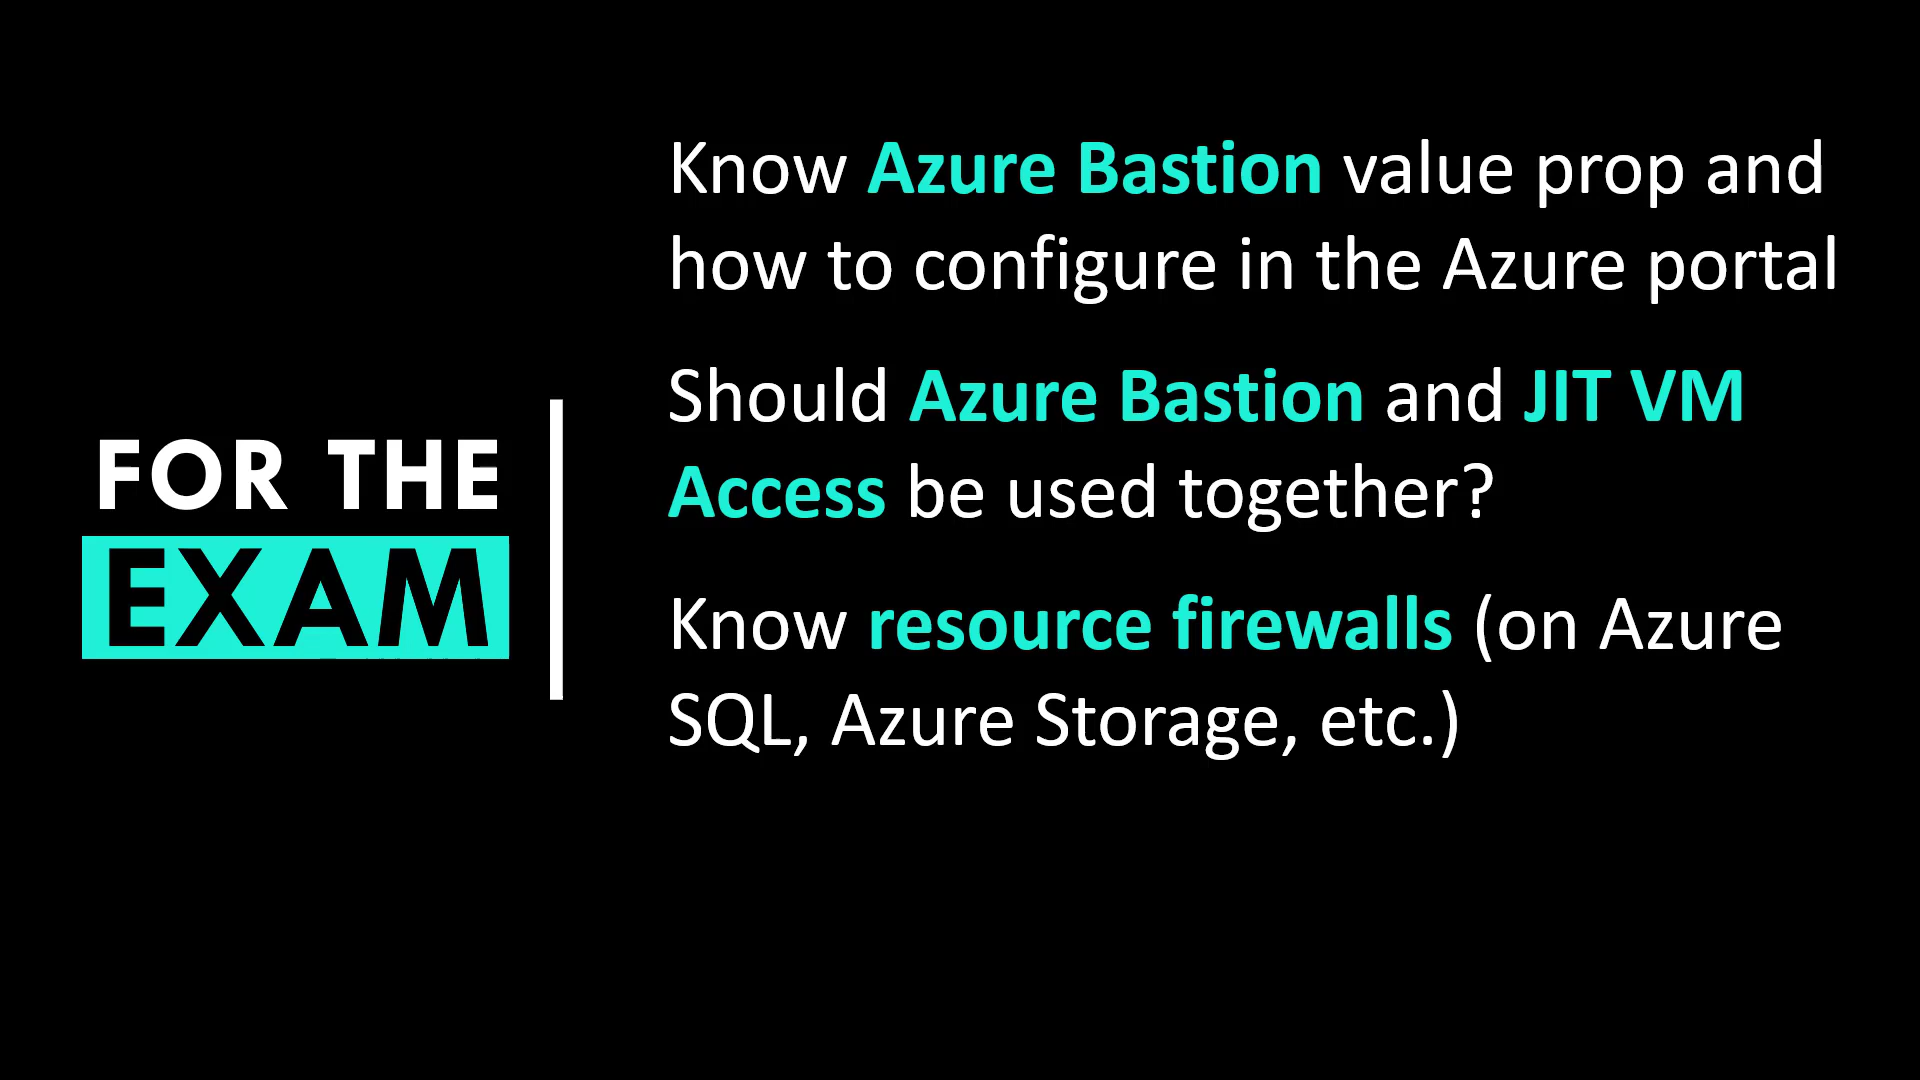 FOR THE
EXAM
Know Azure Bastion value prop and
how to configure in the Azure portal
Should Azure Bastion and JIT VM
Access be used together?
Know resource firewalls (on Azure
SQL, Azure Storage, etc.)